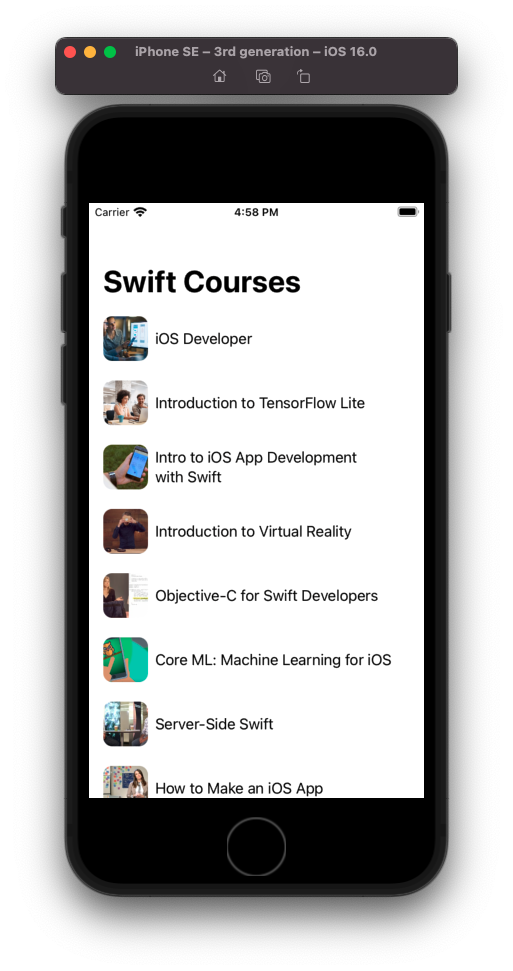 iPhone SE – 3rd generation – iOS 16.0
Carrier 4:58 PM
Swift Courses
iOS Developer
Introduction to TensorFlow Lite
Intro to iOS App Development
with Swift
Introduction to Virtual Reality
Objective-C for Swift Developers
Core ML: Machine Learning for iOS
Server-Side Swift
How to Make an iOS App